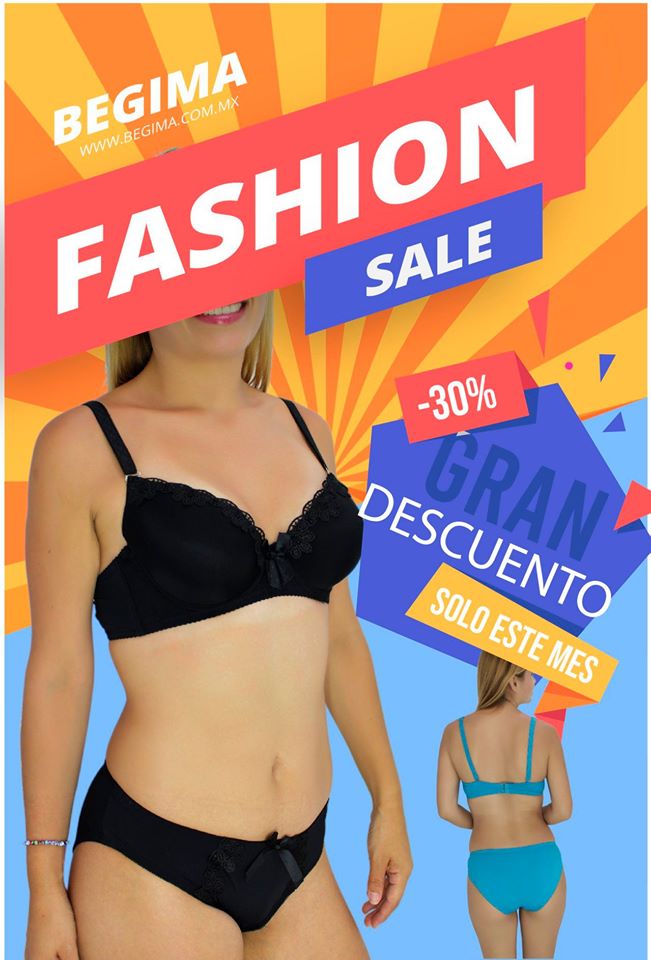 BEGIMA
WWW.BEGIMA.COM.MX
FASHION
SALE
-30%
GRAN
DESCUENTO
SOLO ESTE MES